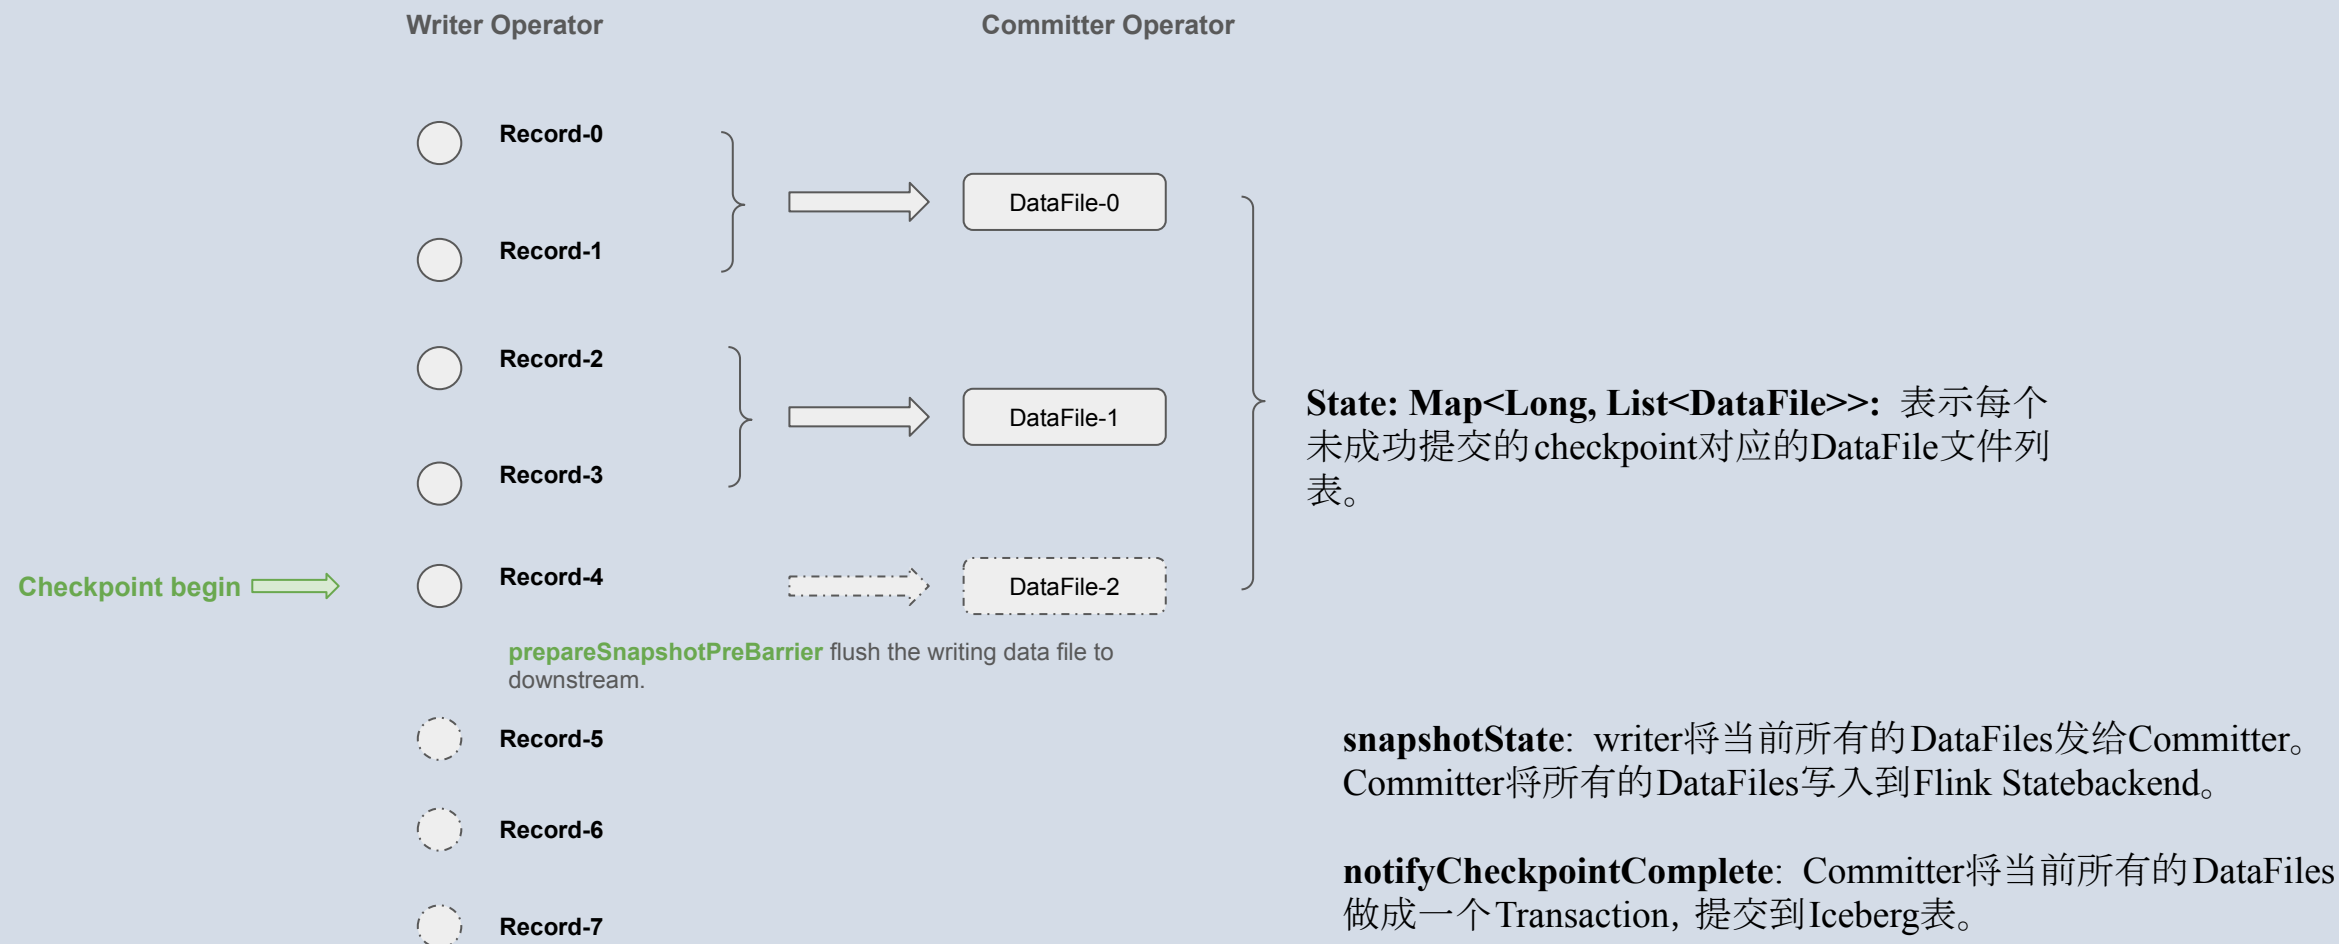 Writer Operator
Committer Operator
Record-0
DataFile-0
Record-1
Record-2
State: Map<Long, List<DataFile>>: 表示每个
未成功提交的checkpoint对应的DataFile文件列
表。
DataFile-1
Record-3
Checkpoint begin
Record-4
DataFile-2
prepareSnapshotPreBarrier flush the writing data file to
downstream.
Record-5
snapshotState: writer将当前所有的DataFiles发给Committer。
Committer将所有的DataFiles写入到Flink Statebackend。
Record-6
notifyCheckpointComplete: Committer将当前所有的DataFiles
做成一个Transaction, 提交到Iceberg表。
Record-7